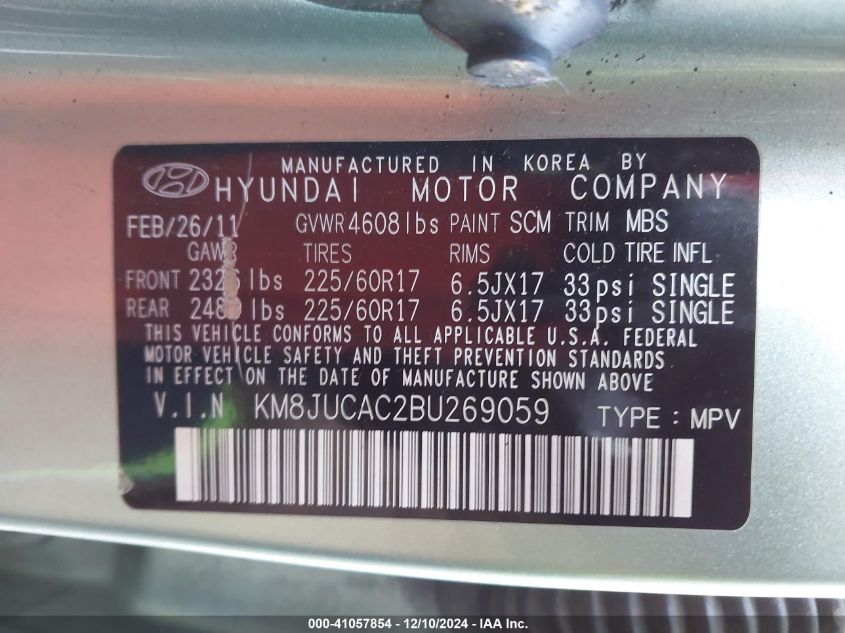 MANUFACTURED IN KOREA BY
HYUNDAI MOTOR COMPANY
FEB/26/11 GVWR 4608lbs PAINT SCM TRIM MBS
GAWR TIRES RIMS COLD TIRE INFL
FRONT lbs 225/60R17 6.5JX17 33psi SINGLE
REAR lbs 225/60R17 6.5JX17 33psi SINGLE
THIS VEHICLE CONFORMS TO ALL APPLICABLE U.S.A. FEDERAL
MOTOR VEHICLE SAFETY AND THEFT PREVENTION STANDARDS
IN EFFECT ON THE DATE OF MANUFACTURE SHOWN ABOVE
V.I.N KM8JUCAC2BU269059 TYPE : MPV
000-41057854 - 12/10/2024 - IAA Inc.